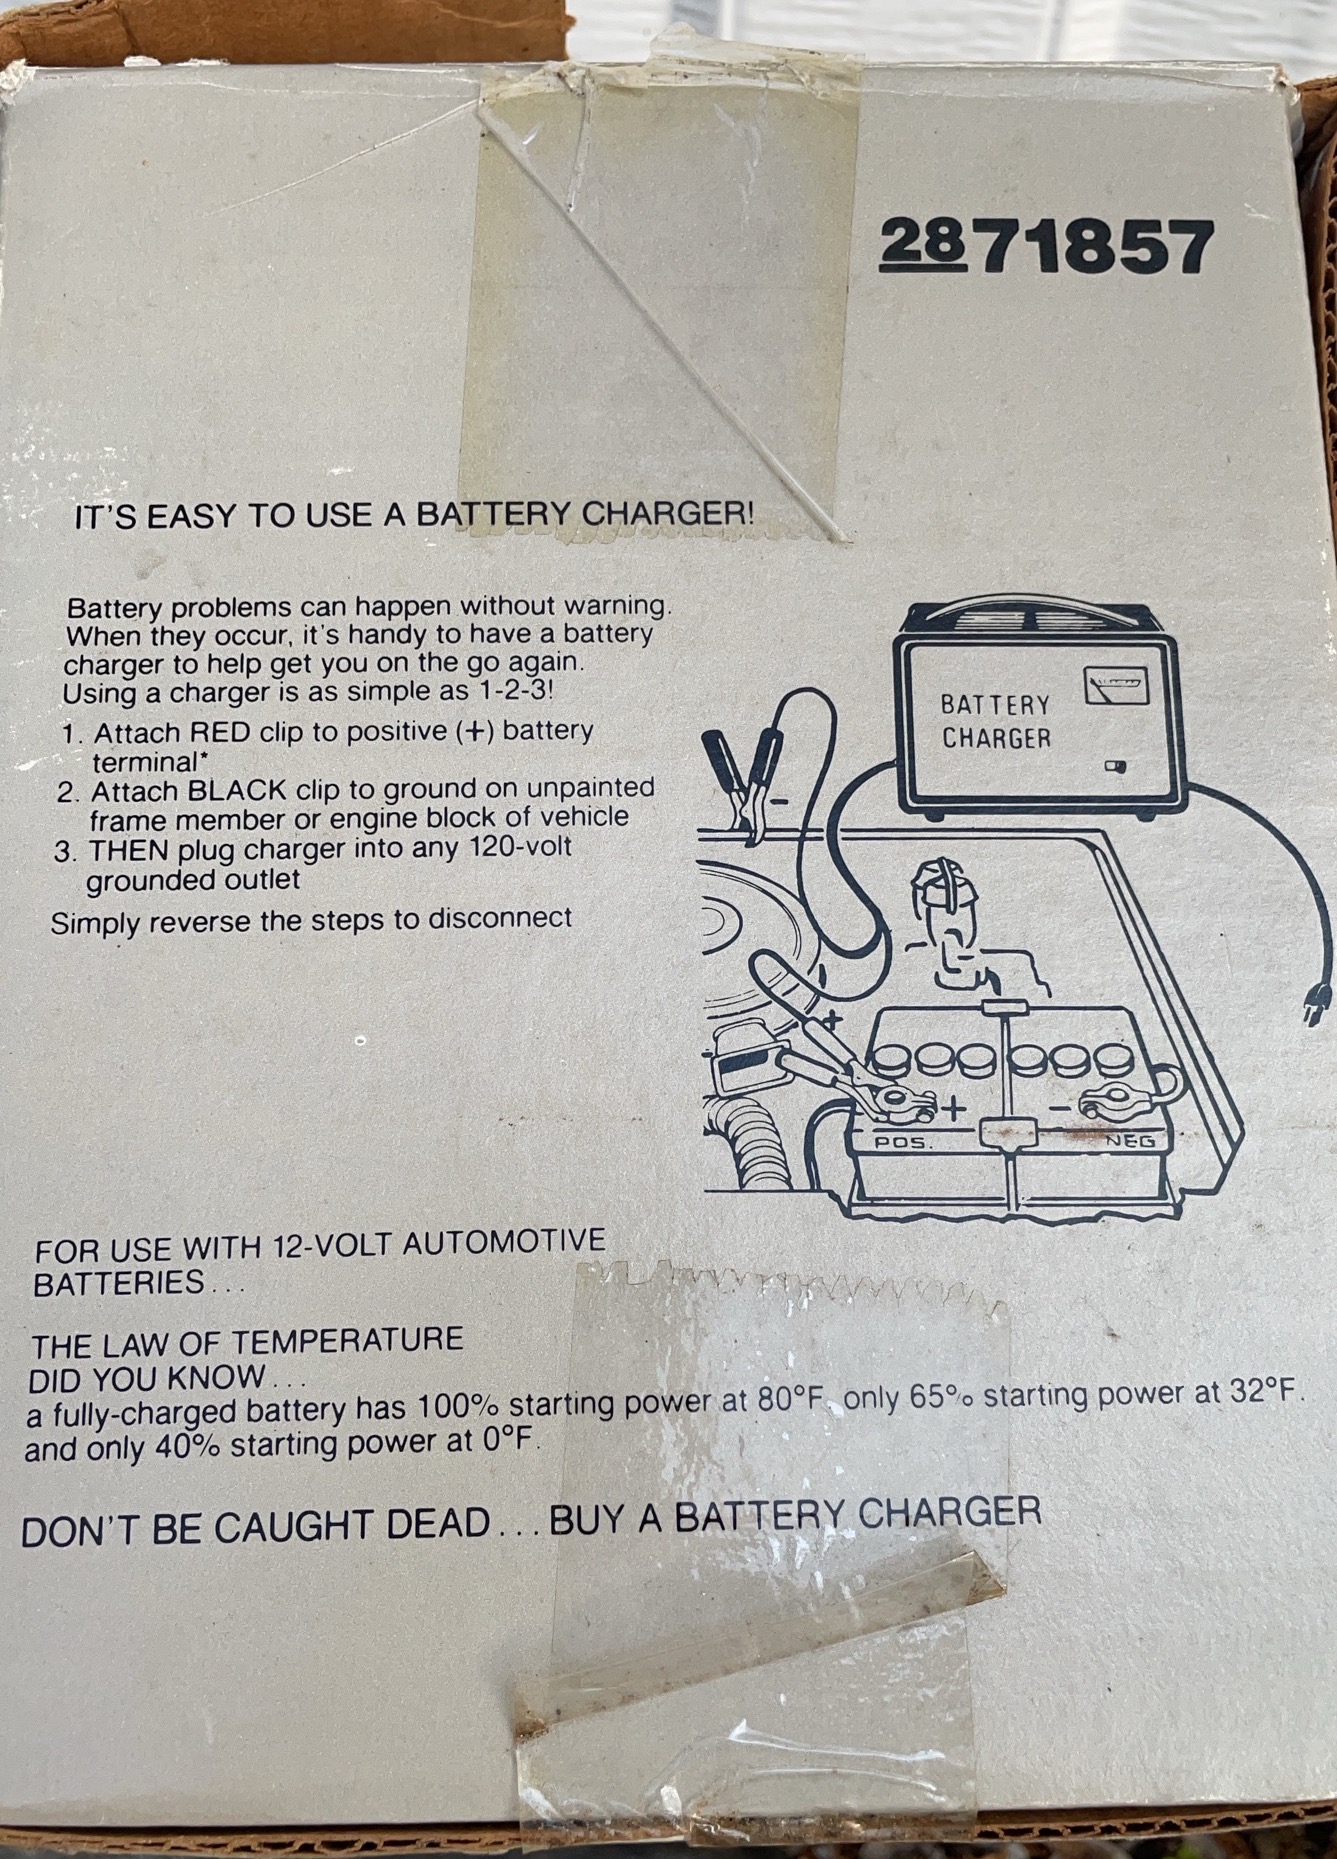 2871857
IT'S EASY TO USE A BATTERY CHARGER!
Battery problems can happen without warning.
When they occur, it's handy to have a battery
charger to help get you on the go again.
Using a charger is as simple as 1-2-3!
1. Attach RED clip to positive (+) battery
terminal*
2. Attach BLACK clip to ground on unpainted
frame member or engine block of vehicle
3. THEN plug charger into any 120-volt
grounded outlet
Simply reverse the steps to disconnect
BATTERY
CHARGER
-
+
+ -
POS. NEG
FOR USE WITH 12-VOLT AUTOMOTIVE
BATTERIES...
THE LAW OF TEMPERATURE
DID YOU KNOW...
a fully-charged battery has 100% starting power at 80°F, only 65% starting power at 32°F.
and only 40% starting power at 0°F.
DON'T BE CAUGHT DEAD...BUY A BATTERY CHARGER